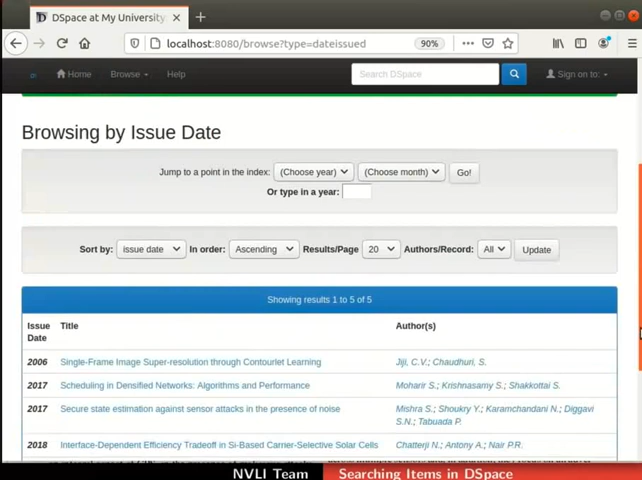 DSpace at My University
localhost:8080/browse?type=dateissued
90%
Home Browse Help Search DSpace Sign on to:
Browsing by Issue Date
Jump to a point in the index: (Choose year) (Choose month) Go!
Or type in a year:
Sort by: issue date In order: Ascending Results/Page 20 Authors/Record: All Update
Showing results 1 to 5 of 5
Issue Date Title Author(s)
2006 Single-Frame Image Super-resolution through Contourlet Learning Jiji, C.V.; Chaudhuri, S.
2017 Scheduling in Densified Networks: Algorithms and Performance Moharir S.; Krishnasamy S.; Shakkottai S.
2017 Secure state estimation against sensor attacks in the presence of noise Mishra S.; Shoukry Y.; Karamchandani N.; Diggavi
S.N.; Tabuada P.
2018 Interface-Dependent Efficiency Tradeoff in Si-Based Carrier-Selective Solar Cells Chatterji N.; Antony A.; Nair P.R.
NVLI Team Searching Items in DSpace